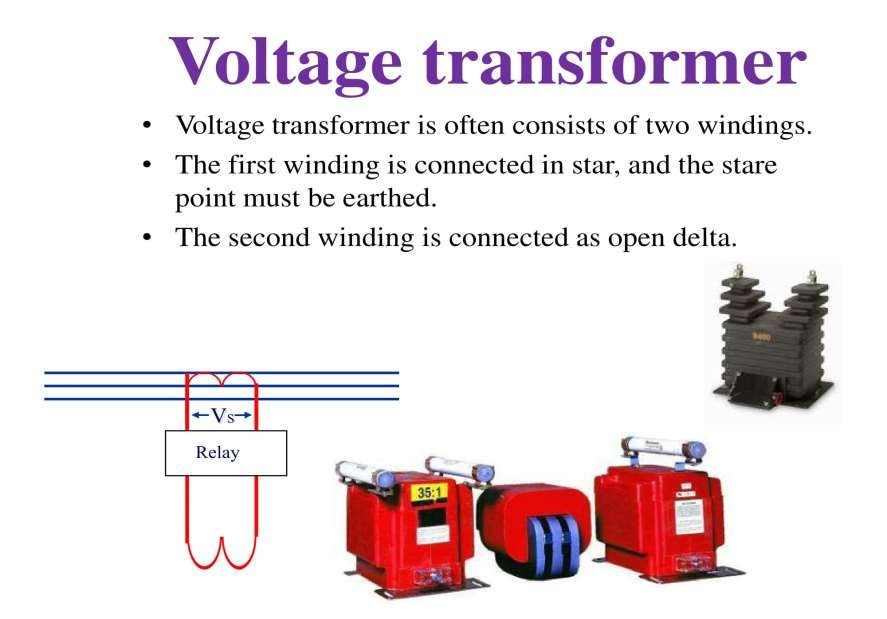 Voltage transformer
• Voltage transformer is often consists of two windings.
• The first winding is connected in star, and the stare
point must be earthed.
• The second winding is connected as open delta.
Vs
Relay
35:1